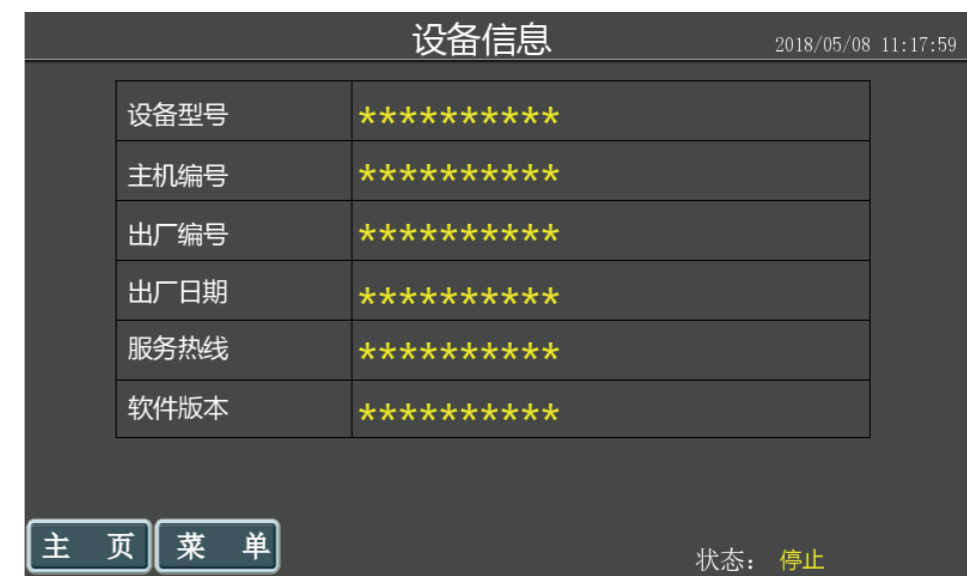 设备信息 2018/05/08 11:17:59
设备型号 **********
主机编号 **********
出厂编号 **********
出厂日期 **********
服务热线 **********
软件版本 **********
主 页 菜 单
状态： 停止